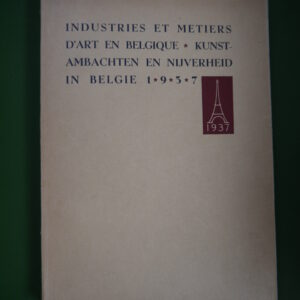 INDUSTRIES ET METIERS
D'ART EN BELGIQUE ★ KUNST-
AMBACHTEN EN NIJVERHEID
IN BELGIE 1★9★3★7
1937